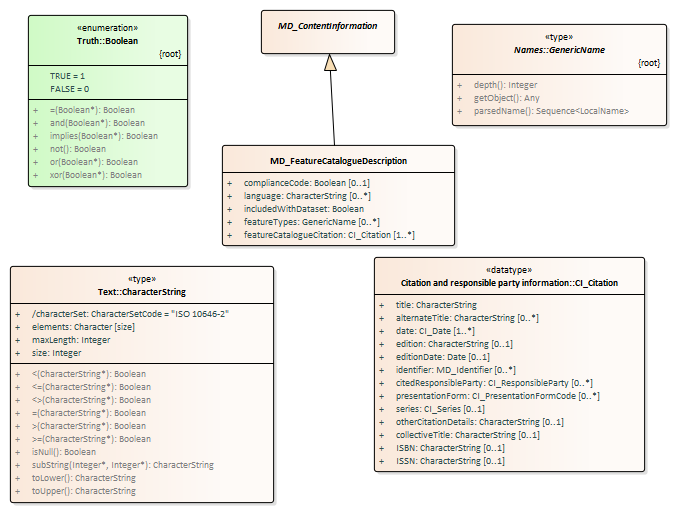 «enumeration»
Truth::Boolean
{root}
TRUE = 1
FALSE = 0
+ =(Boolean*): Boolean
+ and(Boolean*): Boolean
+ implies(Boolean*): Boolean
+ not(): Boolean
+ or(Boolean*): Boolean
+ xor(Boolean*): Boolean
MD_ContentInformation
«type»
Names::GenericName
{root}
+ depth(): Integer
+ getObject(): Any
+ parsedName(): Sequence<LocalName>
MD_FeatureCatalogueDescription
+ complianceCode: Boolean [0..1]
+ language: CharacterString [0..*]
+ includedWithDataset: Boolean
+ featureTypes: GenericName [0..*]
+ featureCatalogueCitation: CI_Citation [1..*]
«type»
Text::CharacterString
+ /characterSet: CharacterSetCode = "ISO 10646-2"
+ elements: Character [size]
+ maxLength: Integer
+ size: Integer
+ <(CharacterString*): Boolean
+ <=(CharacterString*): Boolean
+ <>(CharacterString*): Boolean
+ =(CharacterString*): Boolean
+ >(CharacterString*): Boolean
+ >=(CharacterString*): Boolean
+ isNull(): Boolean
+ subString(Integer*, Integer*): CharacterString
+ toLower(): CharacterString
+ toUpper(): CharacterString
«datatype»
Citation and responsible party information::CI_Citation
+ title: CharacterString
+ alternateTitle: CharacterString [0..*]
+ date: CI_Date [1..*]
+ edition: CharacterString [0..1]
+ editionDate: Date [0..1]
+ identifier: MD_Identifier [0..*]
+ citedResponsibleParty: CI_ResponsibleParty [0..*]
+ presentationForm: CI_PresentationFormCode [0..*]
+ series: CI_Series [0..1]
+ otherCitationDetails: CharacterString [0..1]
+ collectiveTitle: CharacterString [0..1]
+ ISBN: CharacterString [0..1]
+ ISSN: CharacterString [0..1]